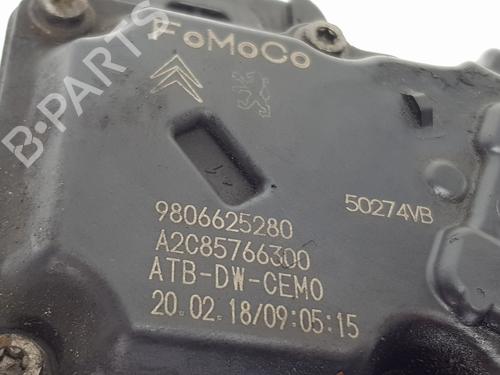 FoMoCo
B-PARTS
9806625280
50274VB
A2C85766300
ATB-DW-CEM0
20.02.18/09:05:15